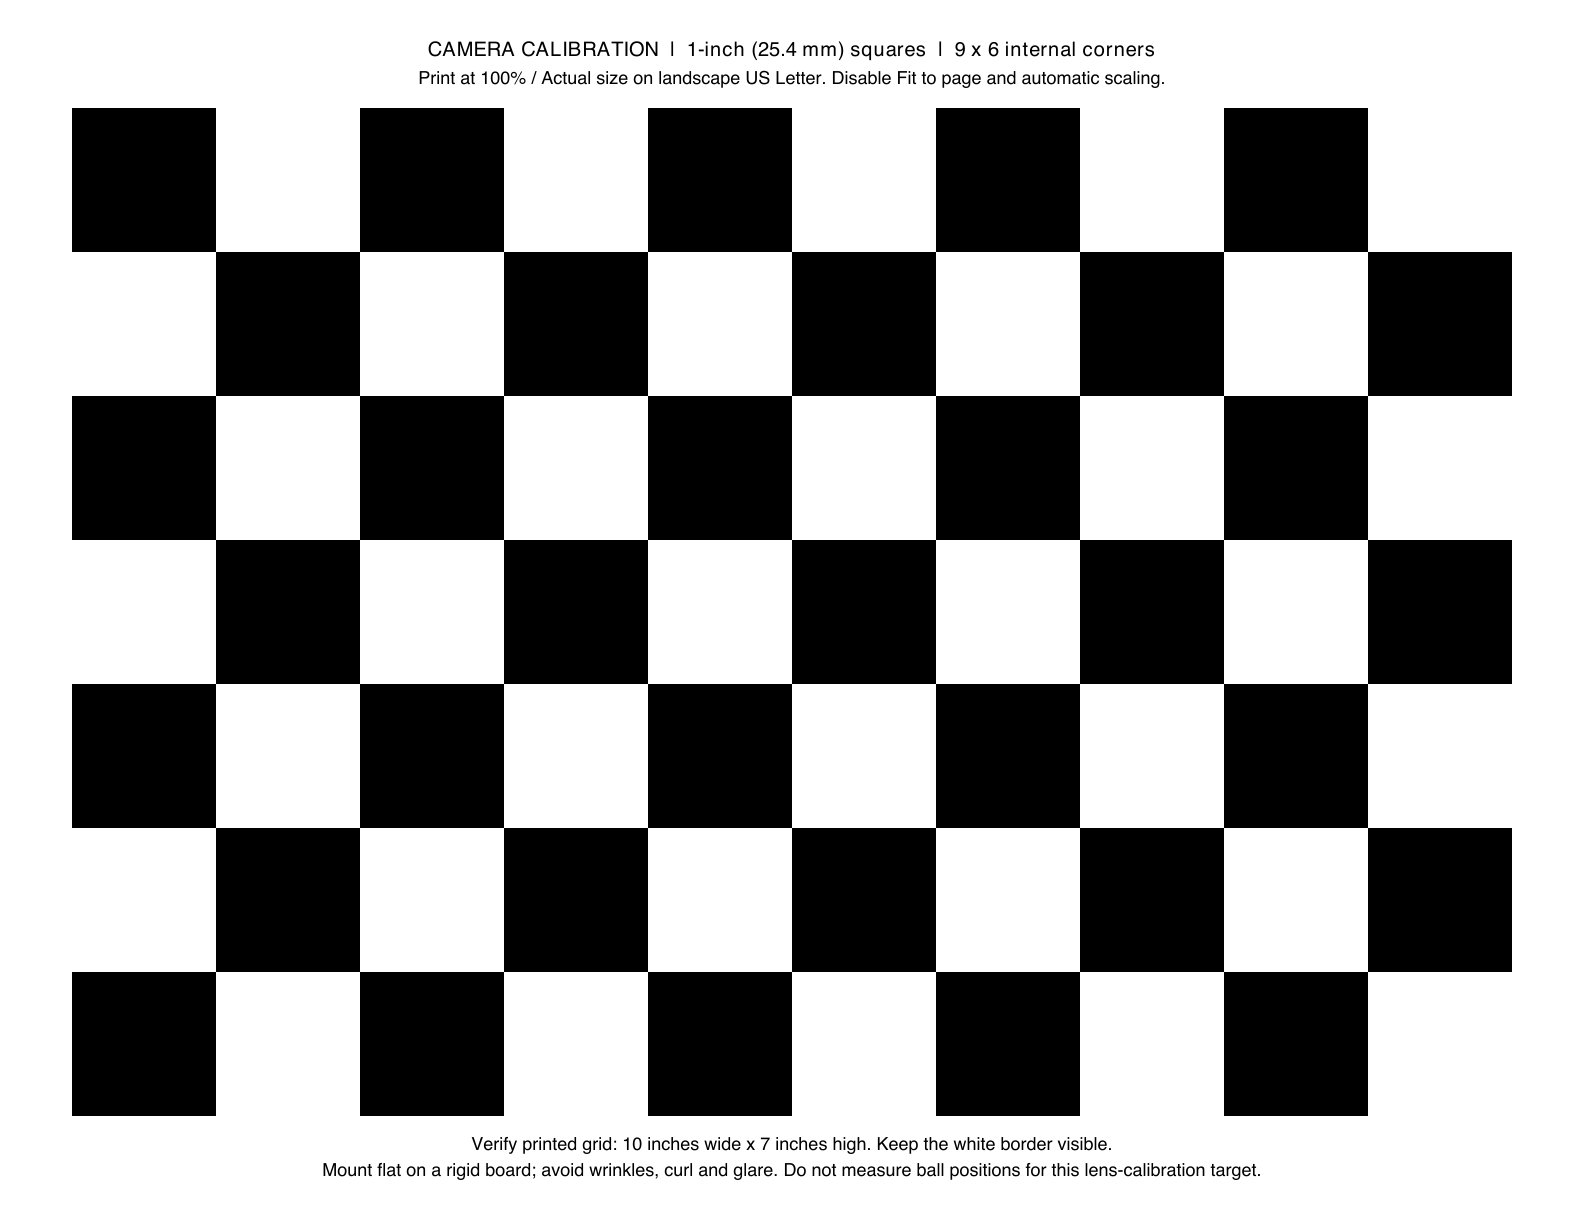 CAMERA CALIBRATION | 1-inch (25.4 mm) squares | 9 x 6 internal corners
Print at 100% / Actual size on landscape US Letter. Disable Fit to page and automatic scaling.
Verify printed grid: 10 inches wide x 7 inches high. Keep the white border visible.
Mount flat on a rigid board; avoid wrinkles, curl and glare. Do not measure ball positions for this lens-calibration target.